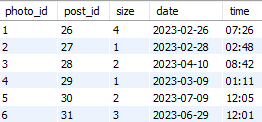 photo_id post_id size date time
1 26 4 2023-02-26 07:26
2 27 1 2023-02-28 02:48
3 28 2 2023-04-10 08:42
4 29 1 2023-03-09 01:11
5 30 2 2023-07-09 12:05
6 31 3 2023-06-29 12:01